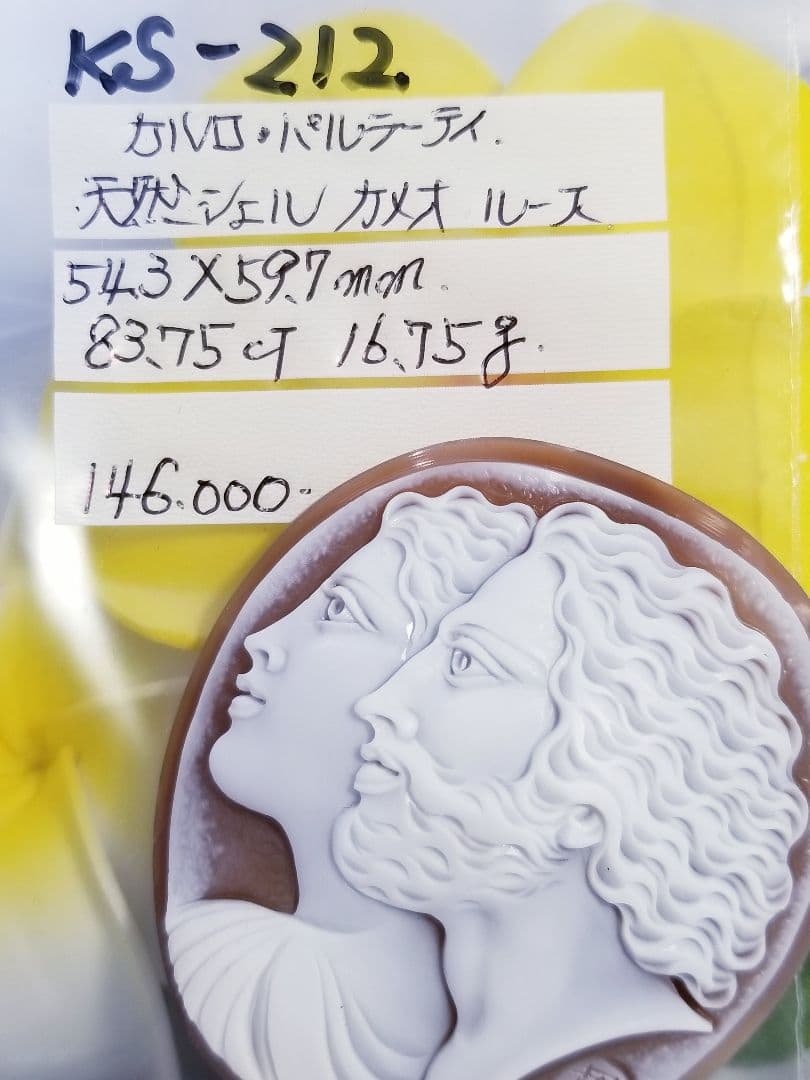 KS-212.
カルロ・パルテーティ.
天然シェル カメオ ルース
54.3×59.7mm.
83.75cT 16.75g.
146.000-